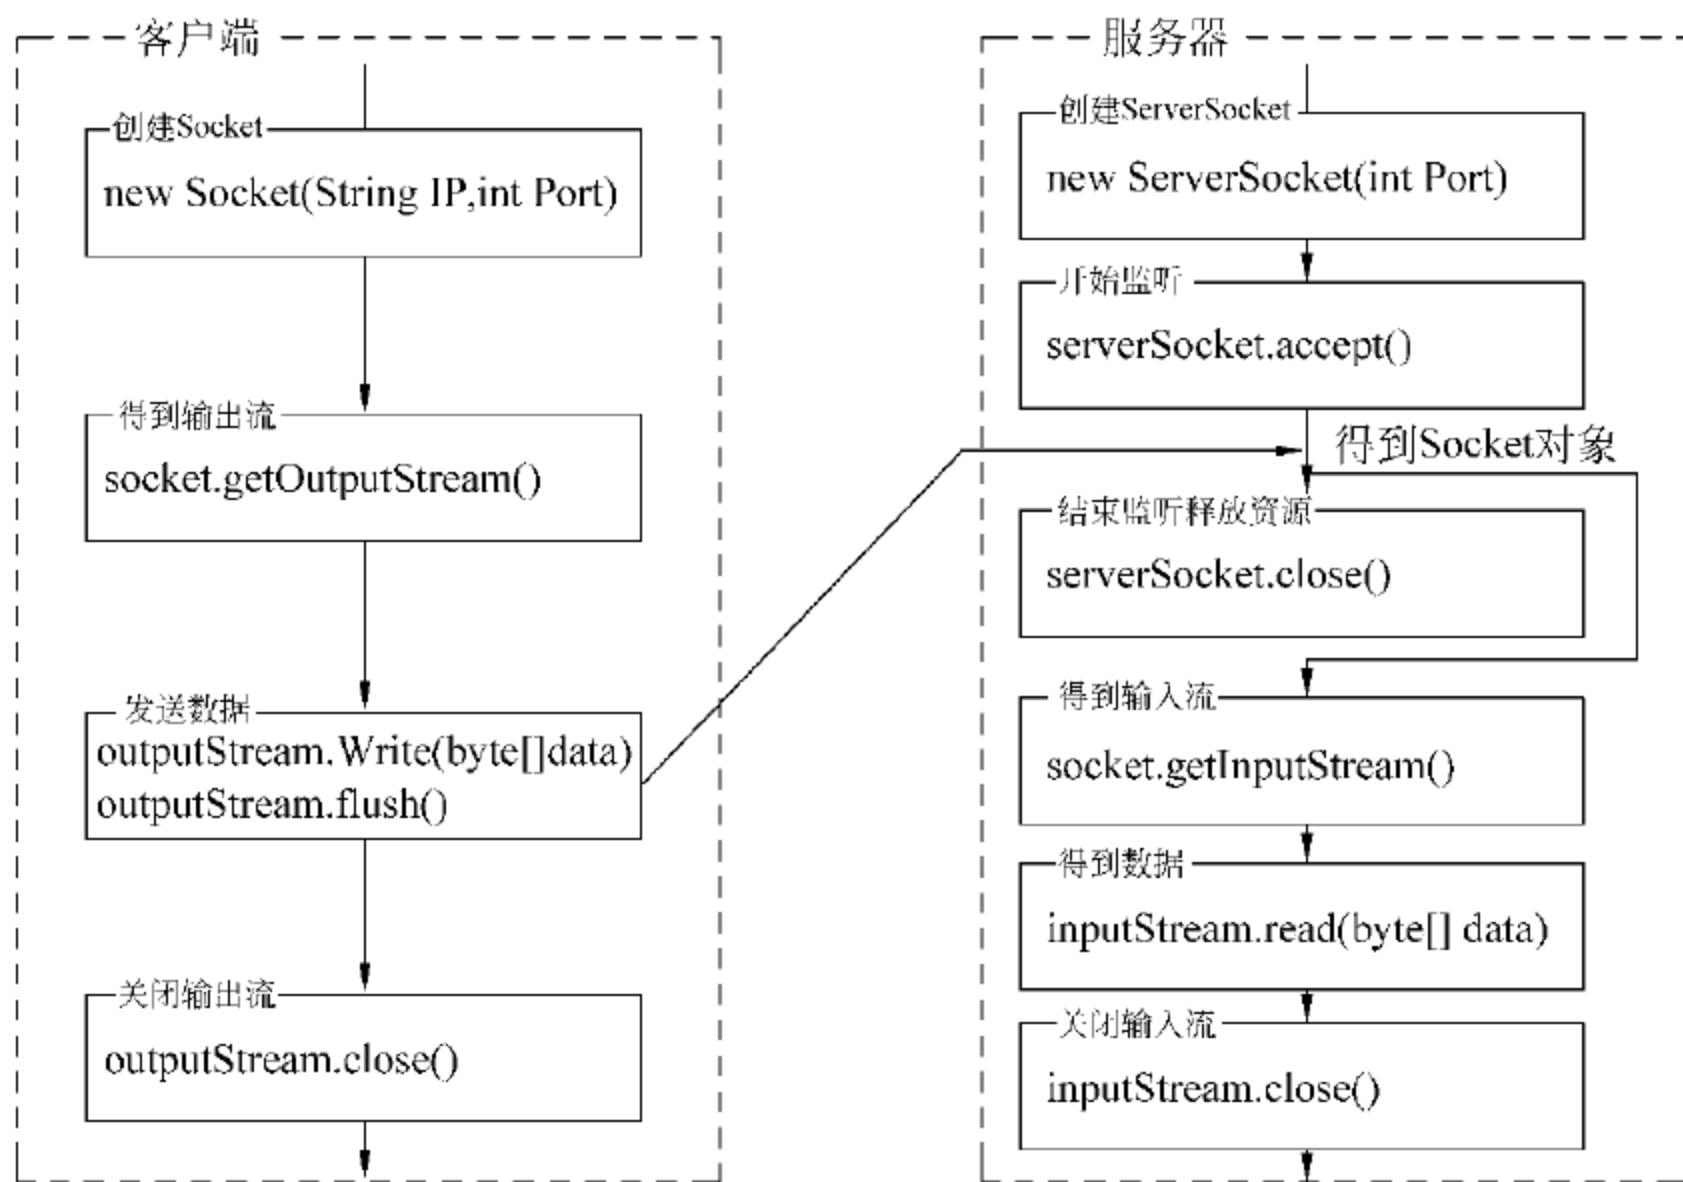 客户端
创建Socket
new Socket(String IP,int Port)
得到输出流
socket.getOutputStream()
发送数据
outputStream.Write(byte[]data)
outputStream.flush()
关闭输出流
outputStream.close()
服务器
创建ServerSocket
new ServerSocket(int Port)
开始监听
serverSocket.accept()
得到Socket对象
结束监听释放资源
serverSocket.close()
得到输入流
socket.getInputStream()
得到数据
inputStream.read(byte[] data)
关闭输入流
inputStream.close()